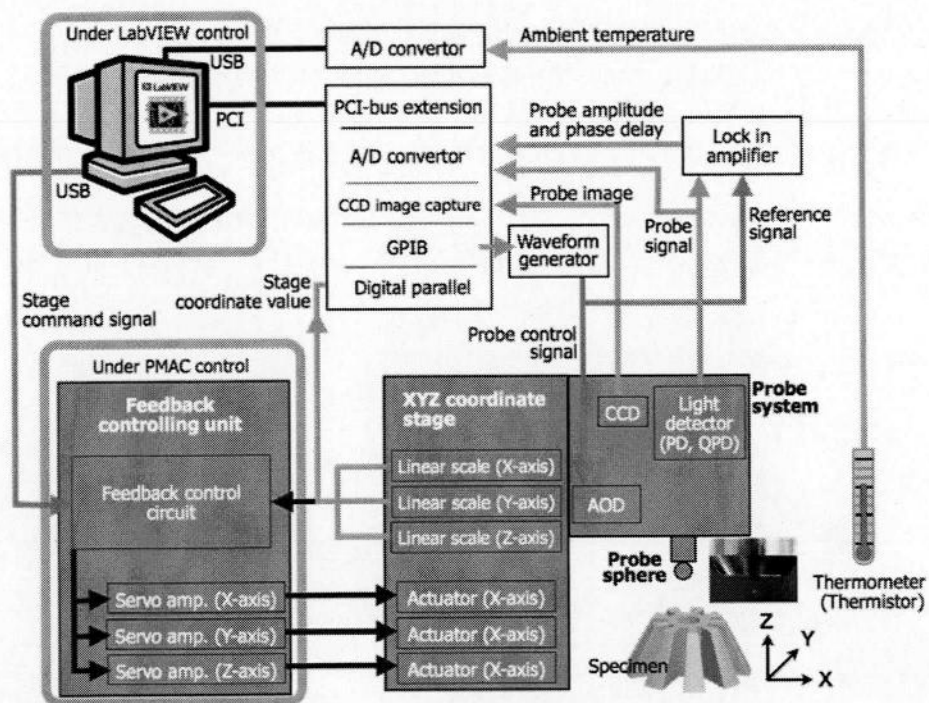 Under LabVIEW control
USB
LabVIEW
PCI
USB
A/D convertor
Ambient temperature
PCI-bus extension
A/D convertor
CCD image capture
GPIB
Digital parallel
Probe amplitude
and phase delay
Lock in
amplifier
Probe image
Probe
signal
Reference
signal
Waveform
generator
Stage
command signal
Stage
coordinate value
Probe control
signal
Under PMAC control
Feedback
controlling unit
Feedback control
circuit
Servo amp. (X-axis)
Servo amp. (Y-axis)
Servo amp. (Z-axis)
XYZ coordinate
stage
Linear scale (X-axis)
Linear scale (Y-axis)
Linear scale (Z-axis)
Actuator (X-axis)
Actuator (X-axis)
Actuator (X-axis)
CCD
Light
detector
(PD, QPD)
AOD
Probe
system
Probe
sphere
Specimen
Z
Y
X
Thermometer
(Thermistor)